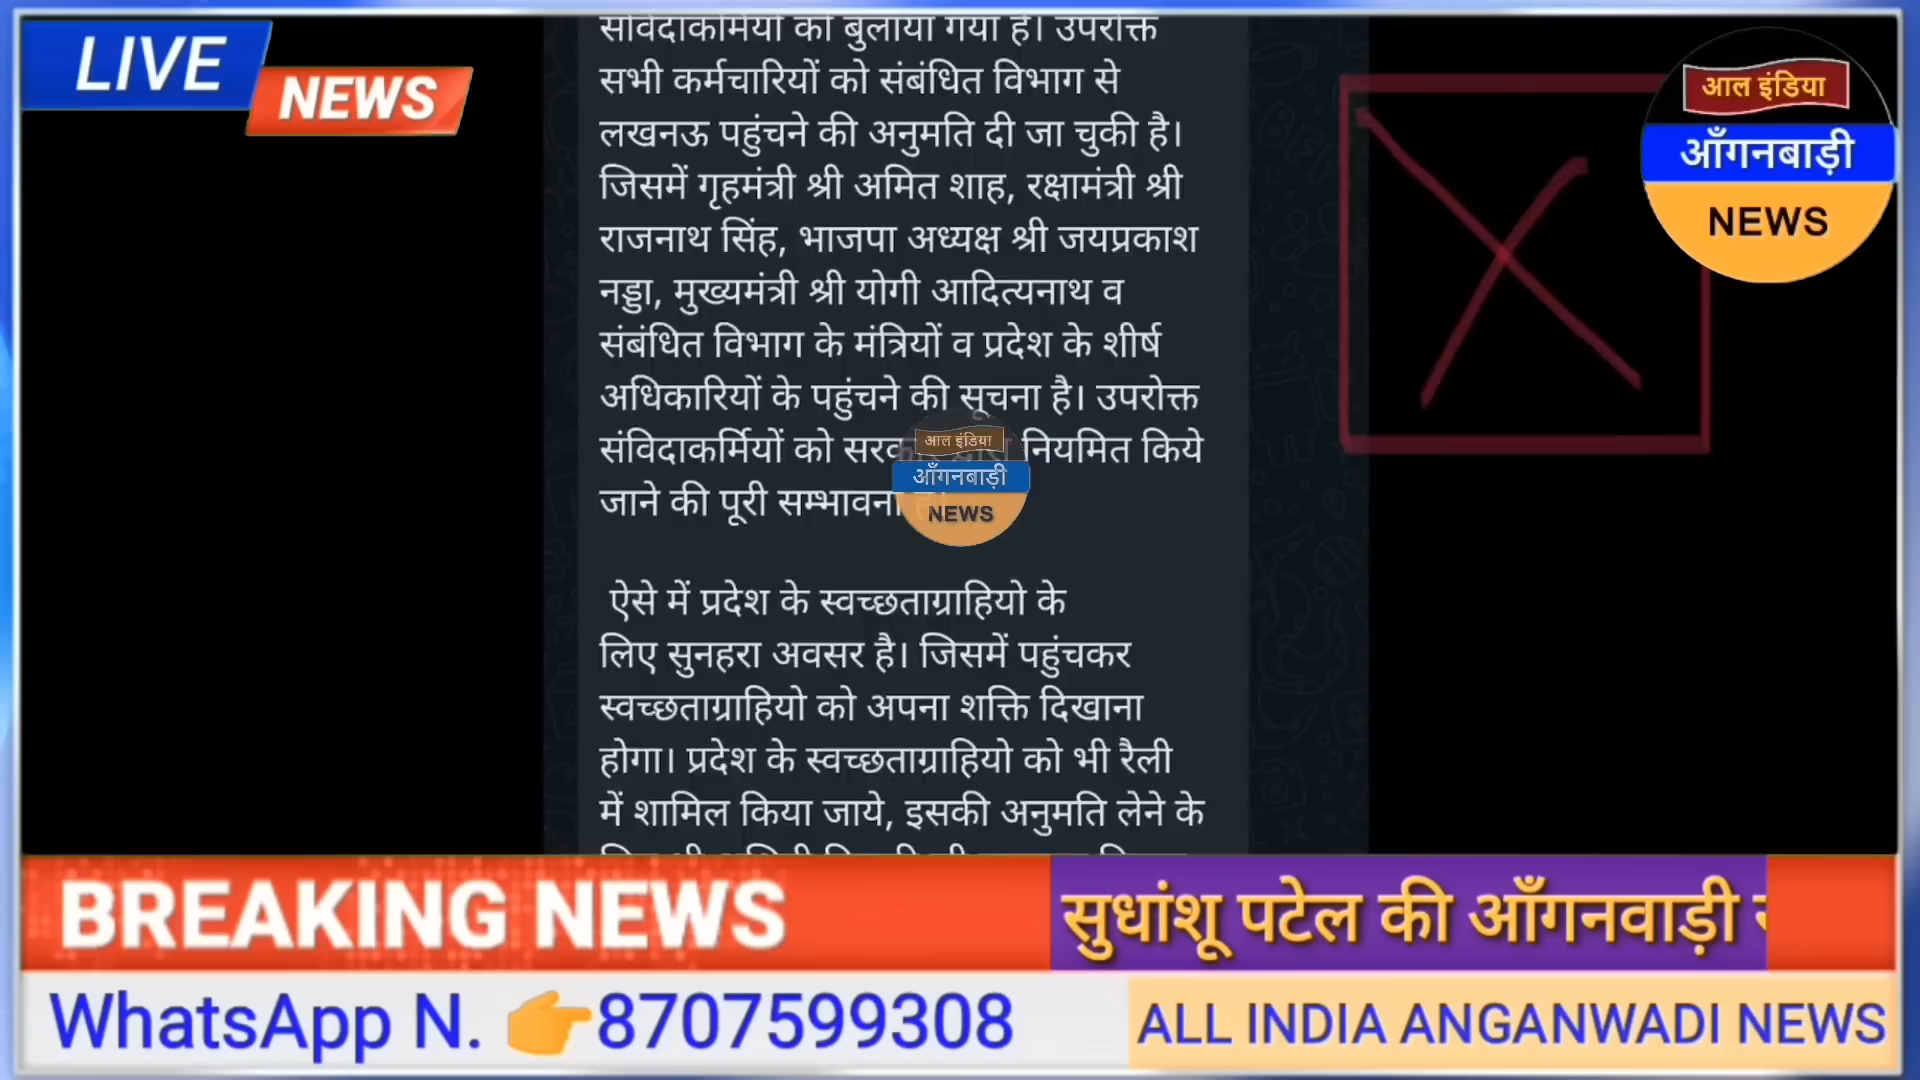 LIVE
NEWS
आल इंडिया
आँगनबाड़ी
NEWS
संविदाकर्मियों को बुलाया गया है। उपरोक्त
सभी कर्मचारियों को संबंधित विभाग से
लखनऊ पहुंचने की अनुमति दी जा चुकी है।
जिसमें गृहमंत्री श्री अमित शाह, रक्षामंत्री श्री
राजनाथ सिंह, भाजपा अध्यक्ष श्री जयप्रकाश
नड्डा, मुख्यमंत्री श्री योगी आदित्यनाथ व
संबंधित विभाग के मंत्रियों व प्रदेश के शीर्ष
अधिकारियों के पहुंचने की सूचना है। उपरोक्त
संविदाकर्मियों को नियमित किये
जाने की पूरी सम्भावना
आल इंडिया
आँगनबाड़ी
NEWS
ऐसे में प्रदेश के स्वच्छताग्राहियो के
लिए सुनहरा अवसर है। जिसमें पहुंचकर
स्वच्छताग्राहियो को अपना शक्ति दिखाना
होगा। प्रदेश के स्वच्छताग्राहियो को भी रैली
में शामिल किया जाये, इसकी अनुमति लेने के
BREAKING NEWS
सुधांशू पटेल की आँगनवाड़ी
WhatsApp N. 👉8707599308
ALL INDIA ANGANWADI NEWS